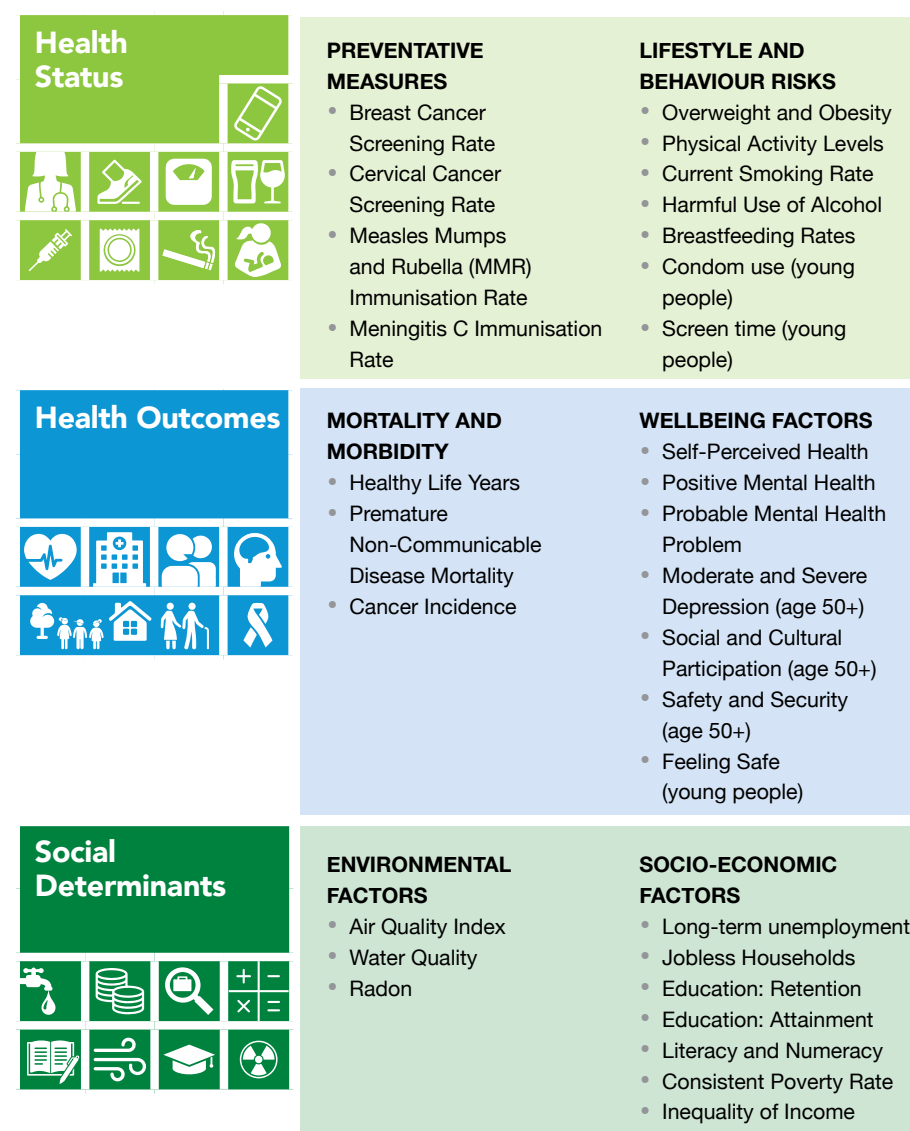 Health
Status
PREVENTATIVE
MEASURES
• Breast Cancer
Screening Rate
• Cervical Cancer
Screening Rate
• Measles Mumps
and Rubella (MMR)
Immunisation Rate
• Meningitis C Immunisation
Rate
LIFESTYLE AND
BEHAVIOUR RISKS
• Overweight and Obesity
• Physical Activity Levels
• Current Smoking Rate
• Harmful Use of Alcohol
• Breastfeeding Rates
• Condom use (young
people)
• Screen time (young
people)
Health Outcomes
MORTALITY AND
MORBIDITY
• Healthy Life Years
• Premature
Non-Communicable
Disease Mortality
• Cancer Incidence
WELLBEING FACTORS
• Self-Perceived Health
• Positive Mental Health
• Probable Mental Health
Problem
• Moderate and Severe
Depression (age 50+)
• Social and Cultural
Participation (age 50+)
• Safety and Security
(age 50+)
• Feeling Safe
(young people)
Social
Determinants
ENVIRONMENTAL
FACTORS
• Air Quality Index
• Water Quality
• Radon
SOCIO-ECONOMIC
FACTORS
• Long-term unemployment
• Jobless Households
• Education: Retention
• Education: Attainment
• Literacy and Numeracy
• Consistent Poverty Rate
• Inequality of Income